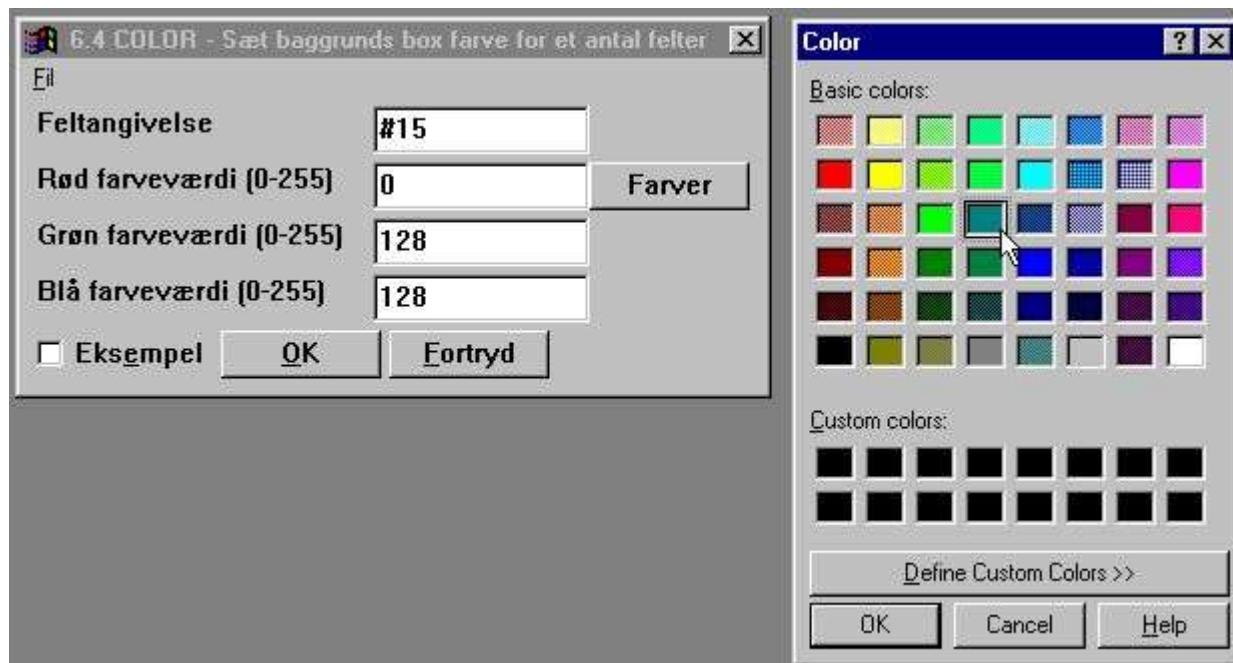 6.4 COLOR - Sæt baggrunds box farve for et antal felter
Fil
Feltangivelse #15
Rød farveværdi (0-255) 0 Farver
Grøn farveværdi (0-255) 128
Blå farveværdi (0-255) 128
Eksempel OK Fortryd
Color
Basic colors:
Custom colors:
Define Custom Colors >>
OK Cancel Help